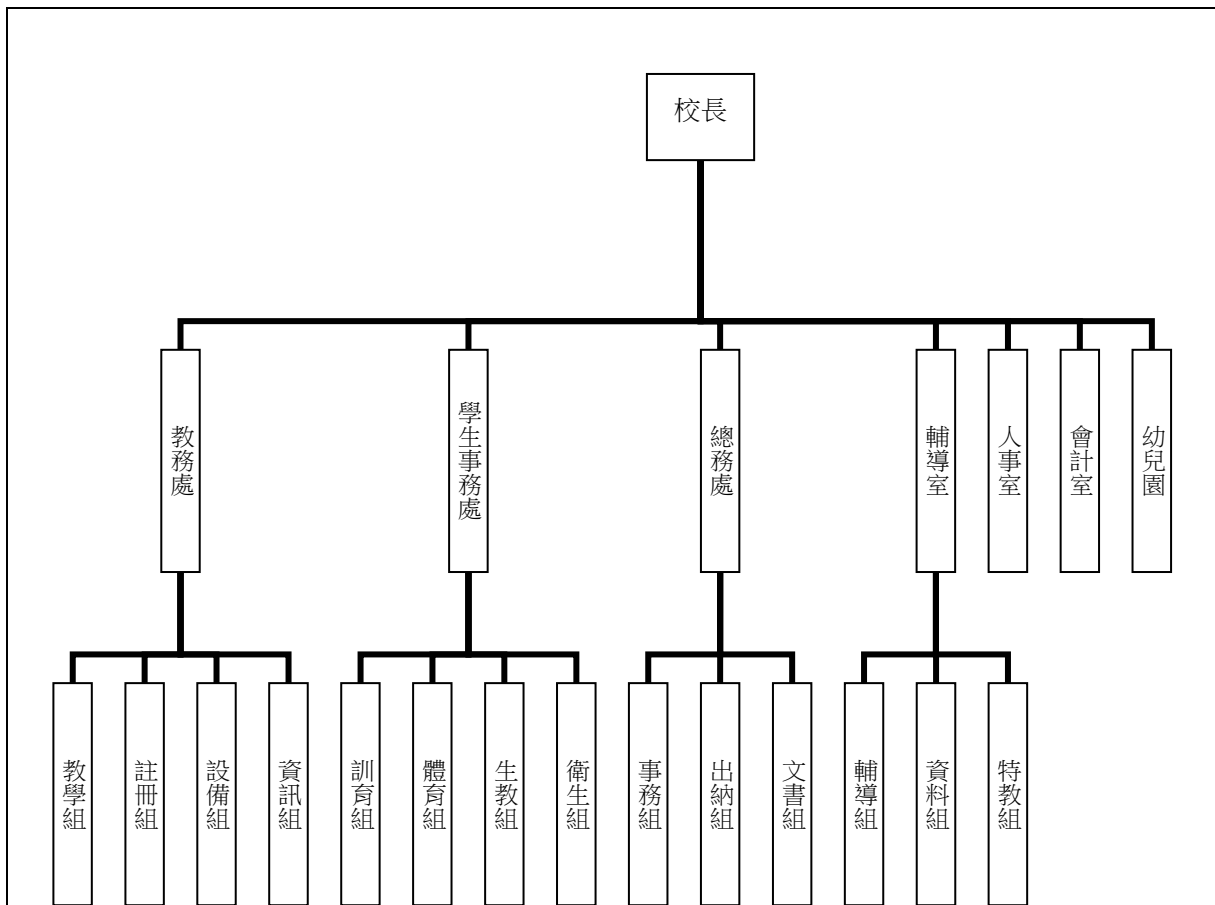 校長
教務處
學生事務處
總務處
輔導室
人事室
會計室
幼兒園
教學組
註冊組
設備組
資訊組
訓育組
體育組
生教組
衛生組
事務組
出納組
文書組
輔導組
資料組
特教組